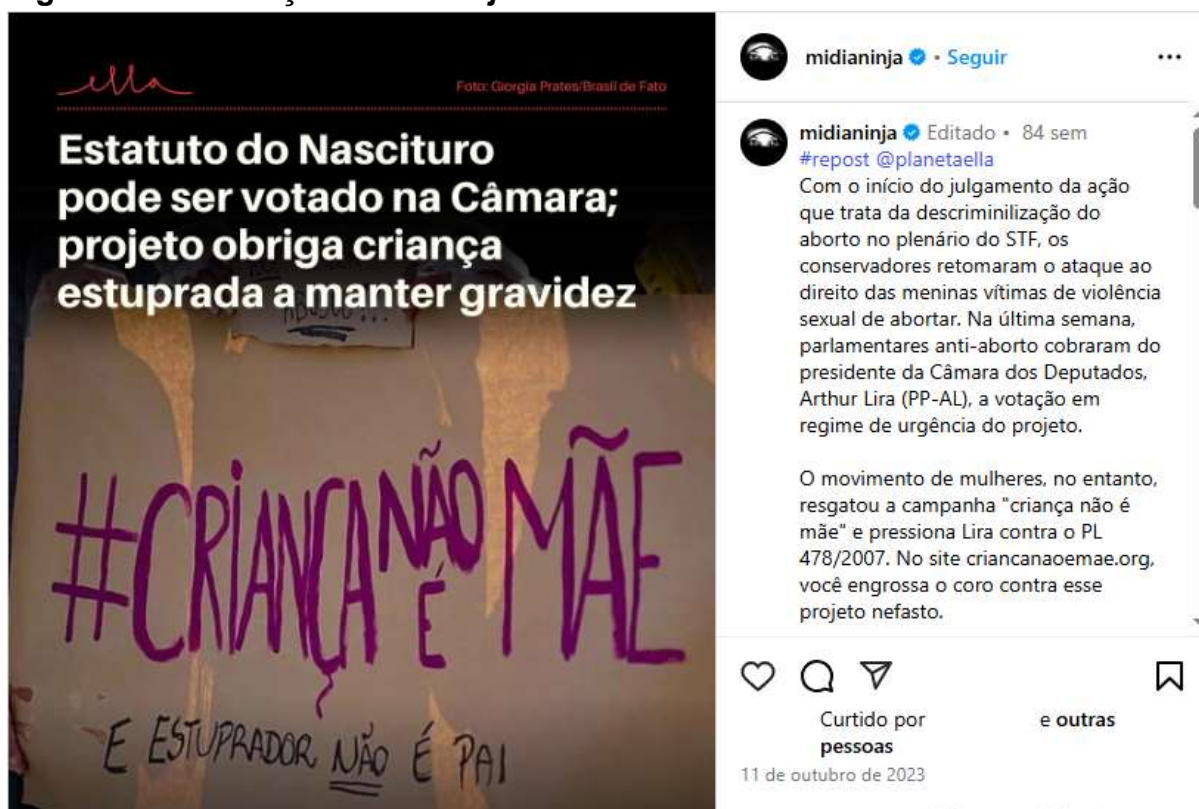 ella
Foto: Giorgia Prates/Brasil de Fato
Estatuto do Nascituro
pode ser votado na Câmara;
projeto obriga criança
estuprada a manter gravidez
#CRIANÇA NÃO É MÃE
E ESTUPRADOR NÃO É PAI
midianinja • Seguir
midianinja Editado • 84 sem
#repost @planetaella
Com o início do julgamento da ação
que trata da descriminilização do
aborto no plenário do STF, os
conservadores retomaram o ataque ao
direito das meninas vítimas de violência
sexual de abortar. Na última semana,
parlamentares anti-aborto cobraram do
presidente da Câmara dos Deputados,
Arthur Lira (PP-AL), a votação em
regime de urgência do projeto.
O movimento de mulheres, no entanto,
resgatou a campanha "criança não é
mãe" e pressiona Lira contra o PL
478/2007. No site criancanaoemae.org,
você engrossa o coro contra esse
projeto nefasto.
Curtido por e outras
pessoas
11 de outubro de 2023